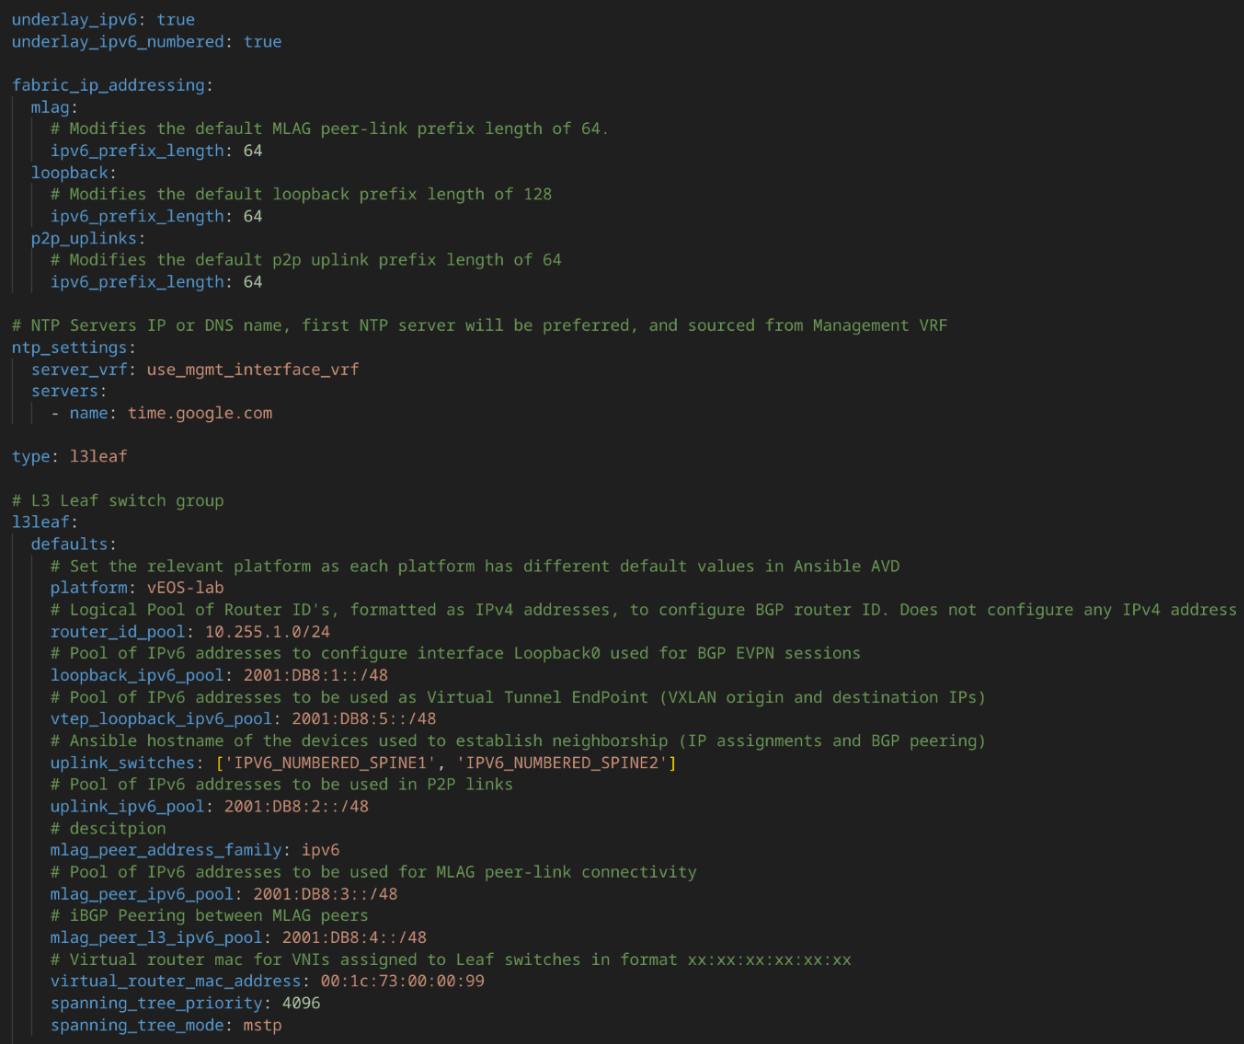 underlay_ipv6: true
underlay_ipv6_numbered: true
fabric_ip_addressing:
mlag:
# Modifies the default MLAG peer-link prefix length of 64.
ipv6_prefix_length: 64
loopback:
# Modifies the default loopback prefix length of 128
ipv6_prefix_length: 64
p2p_uplinks:
# Modifies the default p2p uplink prefix length of 64
ipv6_prefix_length: 64
# NTP Servers IP or DNS name, first NTP server will be preferred, and sourced from Management VRF
ntp_settings:
server_vrf: use_mgmt_interface_vrf
servers:
- name: time.google.com
type: l3leaf
# L3 Leaf switch group
l3leaf:
defaults:
# Set the relevant platform as each platform has different default values in Ansible AVD
platform: vEOS-lab
# Logical Pool of Router ID's, formatted as IPv4 addresses, to configure BGP router ID. Does not configure any IPv4 address
router_id_pool: 10.255.1.0/24
# Pool of IPv6 addresses to configure interface Loopback0 used for BGP EVPN sessions
loopback_ipv6_pool: 2001:DB8:1::/48
# Pool of IPv6 addresses to be used as Virtual Tunnel EndPoint (VXLAN origin and destination IPs)
vtep_loopback_ipv6_pool: 2001:DB8:5::/48
# Ansible hostname of the devices used to establish neighborship (IP assignments and BGP peering)
uplink_switches: ['IPV6_NUMBERED_SPINE1', 'IPV6_NUMBERED_SPINE2']
# Pool of IPv6 addresses to be used in P2P links
uplink_ipv6_pool: 2001:DB8:2::/48
# descitpion
mlag_peer_address_family: ipv6
# Pool of IPv6 addresses to be used for MLAG peer-link connectivity
mlag_peer_ipv6_pool: 2001:DB8:3::/48
# iBGP Peering between MLAG peers
mlag_peer_l3_ipv6_pool: 2001:DB8:4::/48
# Virtual router mac for VNIs assigned to Leaf switches in format xx:xx:xx:xx:xx:xx
virtual_router_mac_address: 00:1c:73:00:00:99
spanning_tree_priority: 4096
spanning_tree_mode: mstp